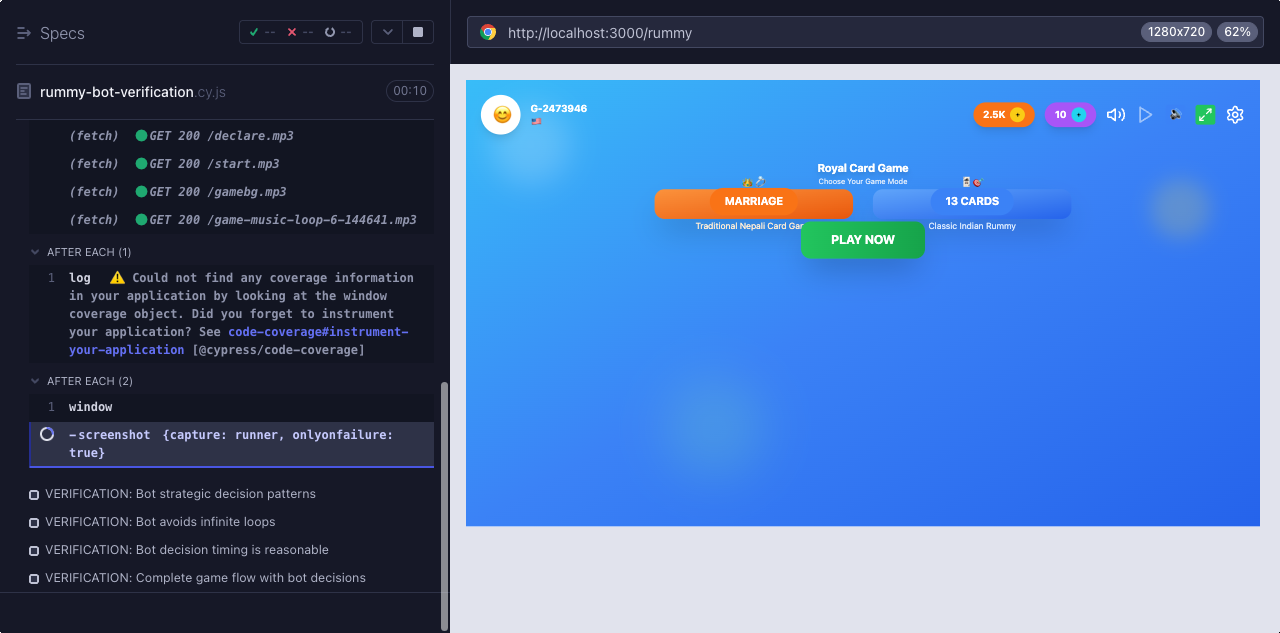 Specs
-- -- --
rummy-bot-verification.cy.js
00:10
(fetch) GET 200 /declare.mp3
(fetch) GET 200 /start.mp3
(fetch) GET 200 /gamebg.mp3
(fetch) GET 200 /game-music-loop-6-144641.mp3
AFTER EACH (1)
1 log ⚠️ Could not find any coverage information
in your application by looking at the window
coverage object. Did you forget to instrument
your application? See code-coverage#instrument-
your-application [@cypress/code-coverage]
AFTER EACH (2)
1 window
-screenshot {capture: runner, onlyonfailure:
true}
VERIFICATION: Bot strategic decision patterns
VERIFICATION: Bot avoids infinite loops
VERIFICATION: Bot decision timing is reasonable
VERIFICATION: Complete game flow with bot decisions
http://localhost:3000/rummy
1280x720
62%
G-2473946
2.5K +
10 +
Royal Card Game
Choose Your Game Mode
MARRIAGE
13 CARDS
Traditional Nepali Card Gam
Classic Indian Rummy
PLAY NOW